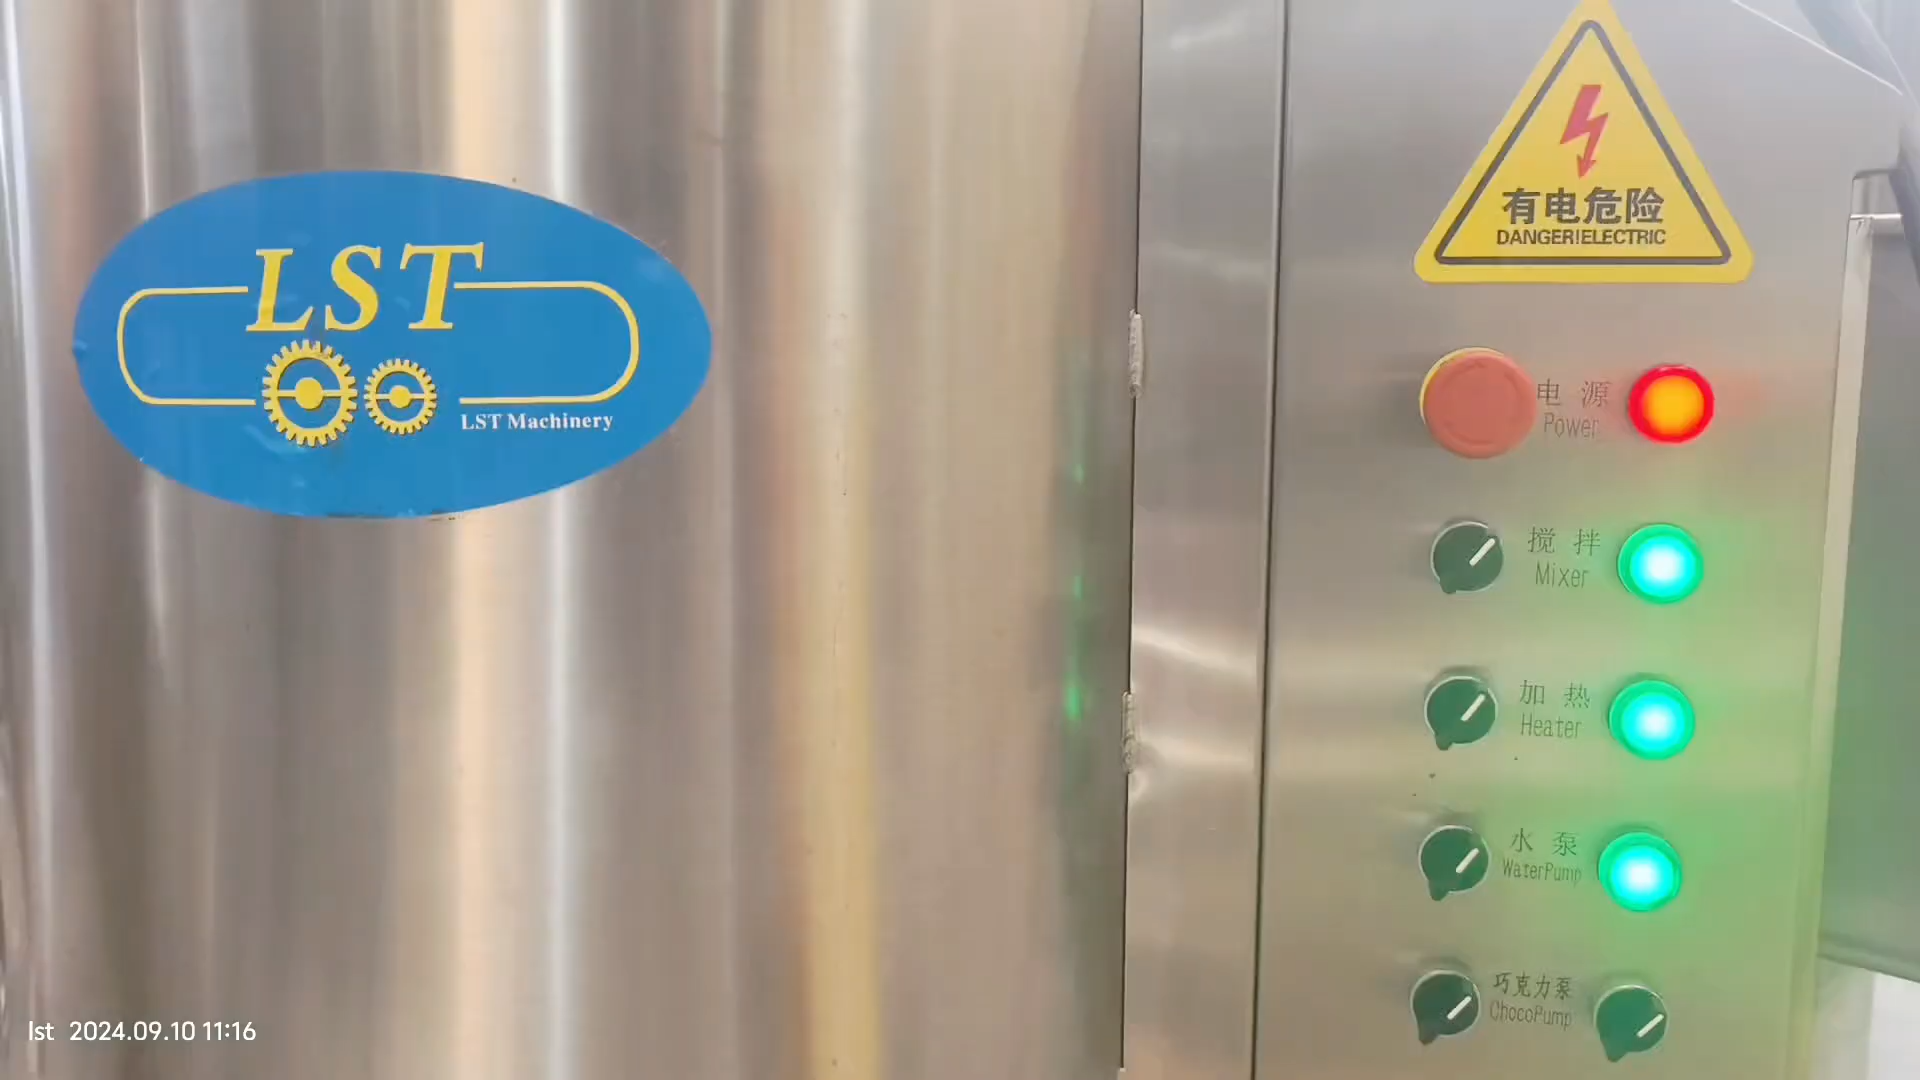 LST
LST Machinery
有电危险
DANGER!ELECTRIC
电源
Power
搅拌
Mixer
加热
Heater
水泵
WaterPump
巧克力泵
ChocoPump
lst 2024.09.10 11:16